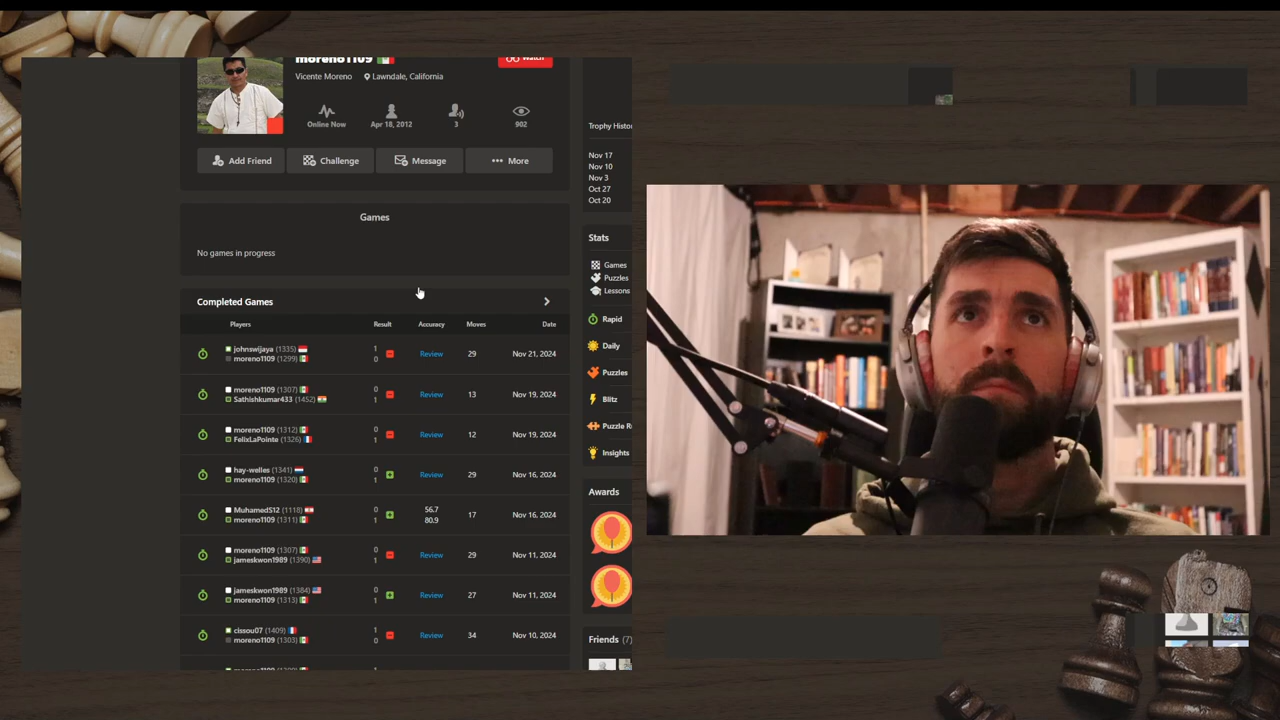 moreno1109
Watch
Vicente Moreno Lawndale, California
Online Now Apr 18, 2012 3 902
Add Friend Challenge Message More
Games
No games in progress
Completed Games
Players Result Accuracy Moves Date
johnswijaya (1335) 1
moreno1109 (1299) 0
Review 29 Nov 21, 2024
moreno1109 (1307) 0
Sathishkumar433 (1452) 1
Review 13 Nov 19, 2024
moreno1109 (1312) 0
FelixLaPointe (1326) 1
Review 12 Nov 19, 2024
hay-welles (1341) 0
moreno1109 (1320) 1
Review 29 Nov 16, 2024
MuhamedS12 (1118) 0 56.7
moreno1109 (1311) 1 80.9
17 Nov 16, 2024
moreno1109 (1307) 0
jameskwon1989 (1390) 1
Review 29 Nov 11, 2024
jameskwon1989 (1384) 0
moreno1109 (1313) 1
Review 27 Nov 11, 2024
cissou07 (1409) 1
moreno1109 (1303) 0
Review 34 Nov 10, 2024
Trophy Histo
Nov 17
Nov 10
Nov 3
Oct 27
Oct 20
Stats
Games
Puzzles
Lessons
Rapid
Daily
Puzzles
Blitz
Puzzle R
Insights
Awards
Friends (7)